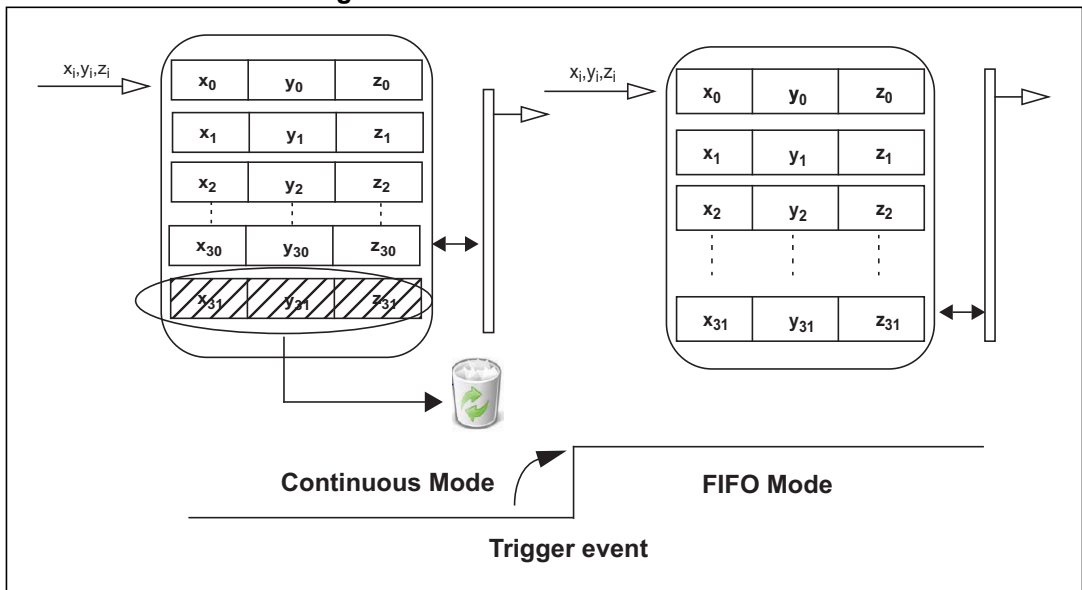 xᵢ,yᵢ,zᵢ
x₀ y₀ z₀
x₁ y₁ z₁
x₂ y₂ z₂
x₃₀ y₃₀ z₃₀
x₃₁ y₃₁ z₃₁
xᵢ,yᵢ,zᵢ
x₀ y₀ z₀
x₁ y₁ z₁
x₂ y₂ z₂
x₃₁ y₃₁ z₃₁
Continuous Mode
FIFO Mode
Trigger event